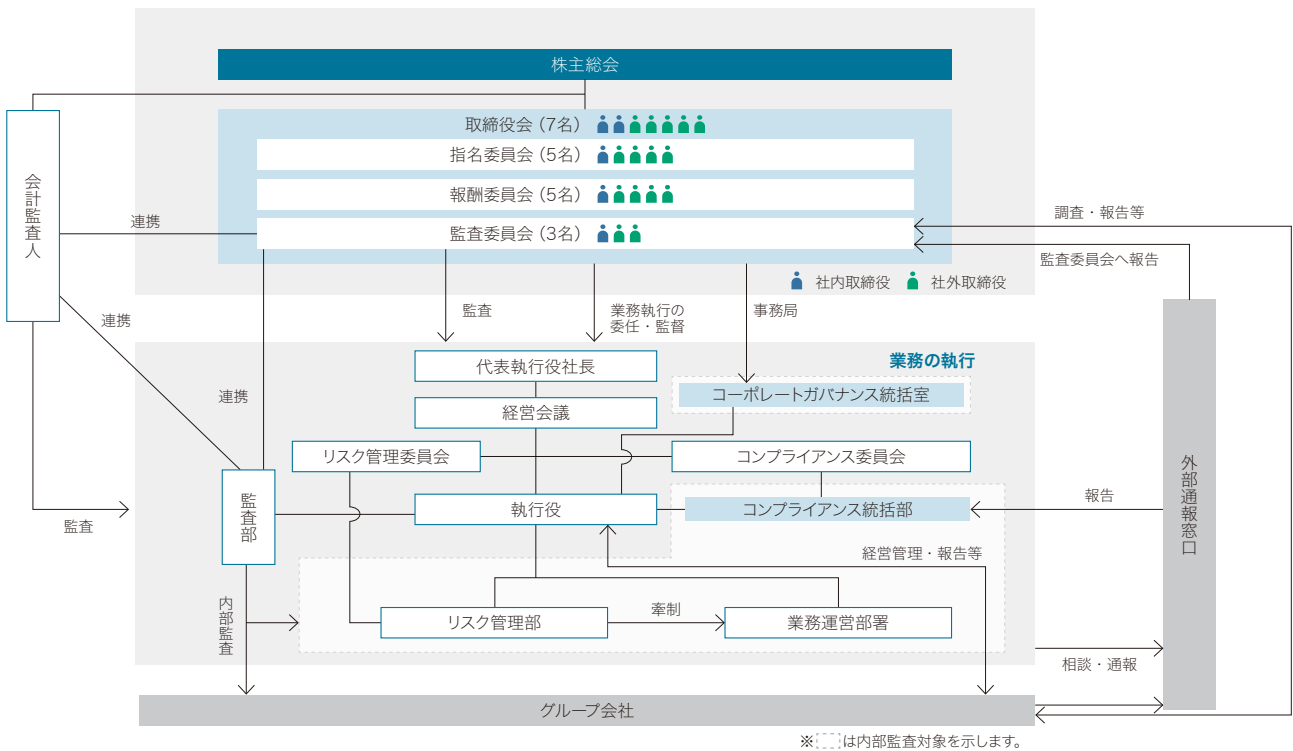 株主総会
取締役会（7名）
指名委員会（5名）
報酬委員会（5名）
監査委員会（3名）
社内取締役
社外取締役
会計監査人
連携
連携
連携
監査
業務執行の
委任・監督
事務局
調査・報告等
監査委員会へ報告
業務の執行
代表執行役社長
経営会議
コーポレートガバナンス統括室
リスク管理委員会
コンプライアンス委員会
監査部
執行役
コンプライアンス統括部
報告
外部通報窓口
監査
経営管理・報告等
内部監査
リスク管理部
牽制
業務運営部署
相談・通報
グループ会社
※ は内部監査対象を示します。